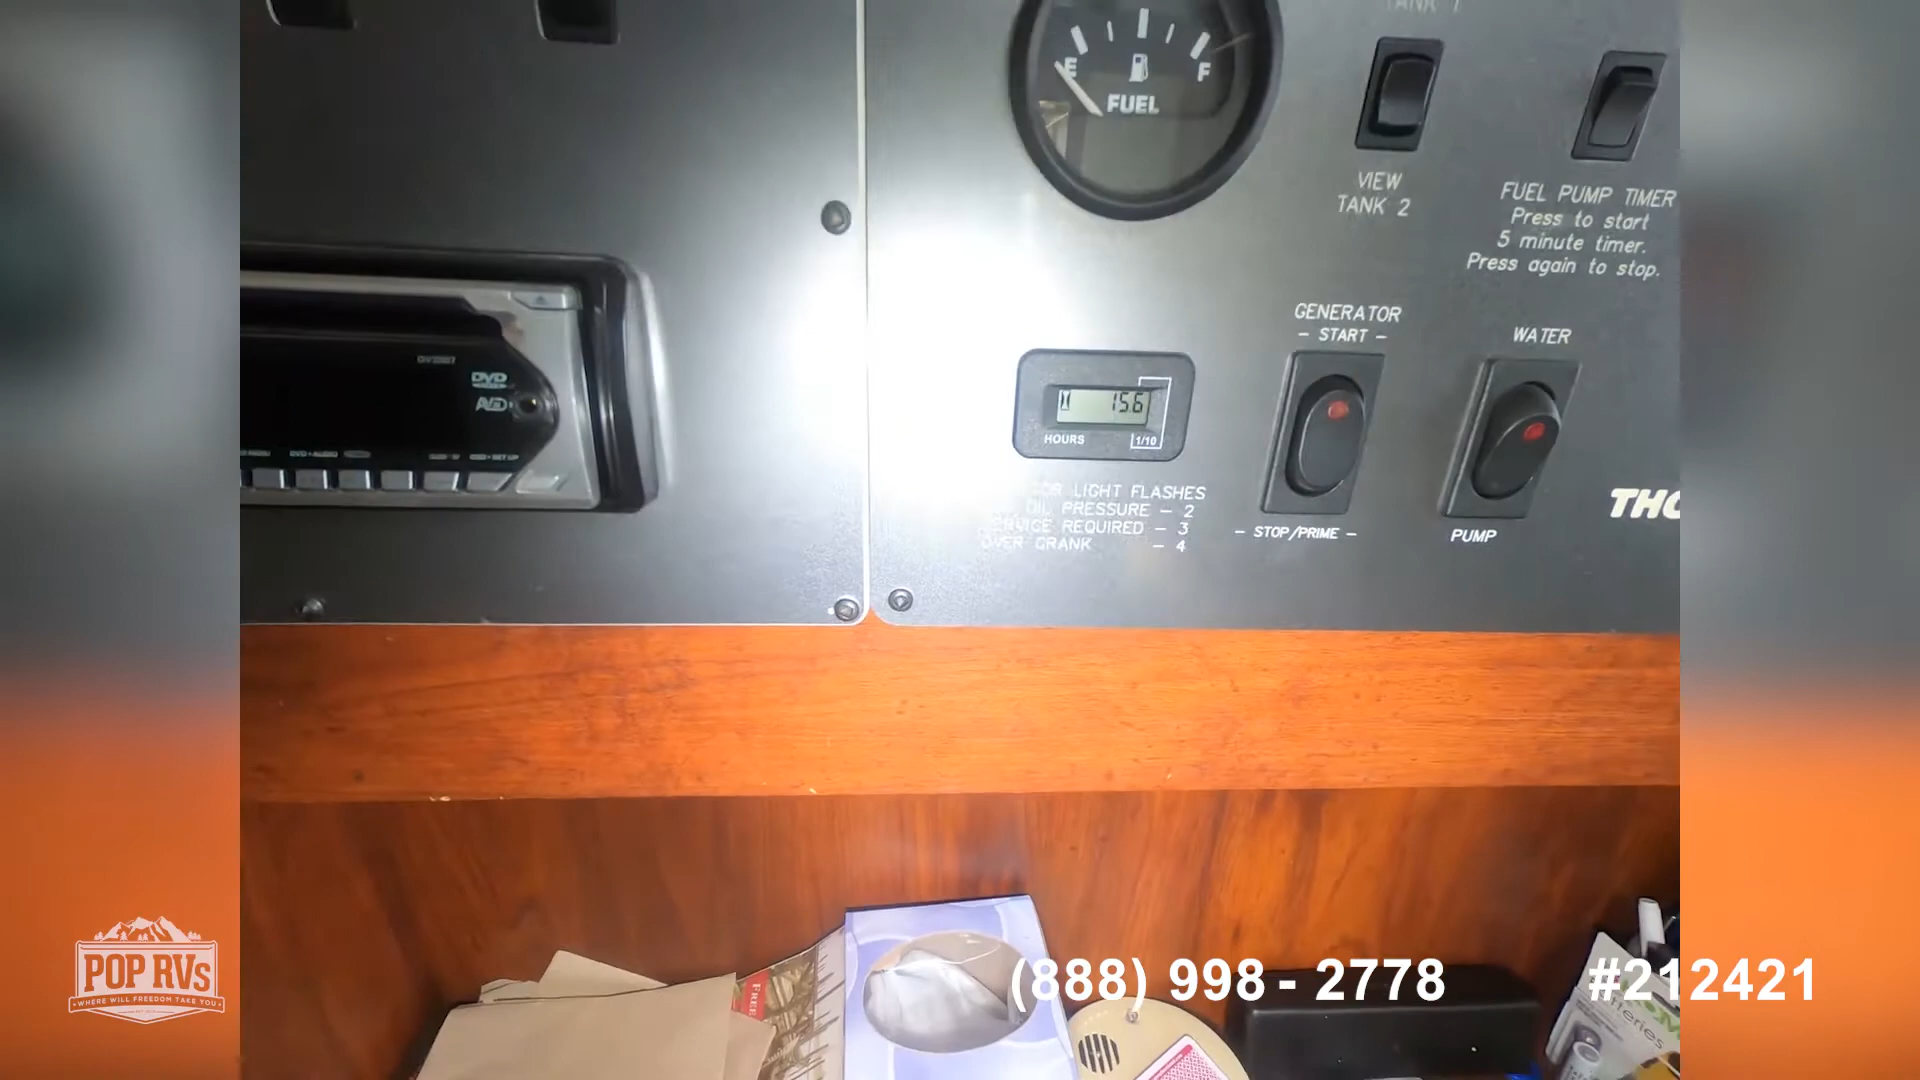 TANK 1
E
F
FUEL
VIEW
TANK 2
FUEL PUMP TIMER
Press to start
5 minute timer.
Press again to stop.
DVD
GENERATOR
- START -
WATER
15.6
HOURS
1/10
LIGHT FLASHES
OIL PRESSURE - 2
SERVICE REQUIRED - 3
OVER CRANK - 4
- STOP/PRIME -
PUMP
THO
FREE
POP RVs
WHERE WILL FREEDOM TAKE YOU
(888) 998 - 2778
#212421